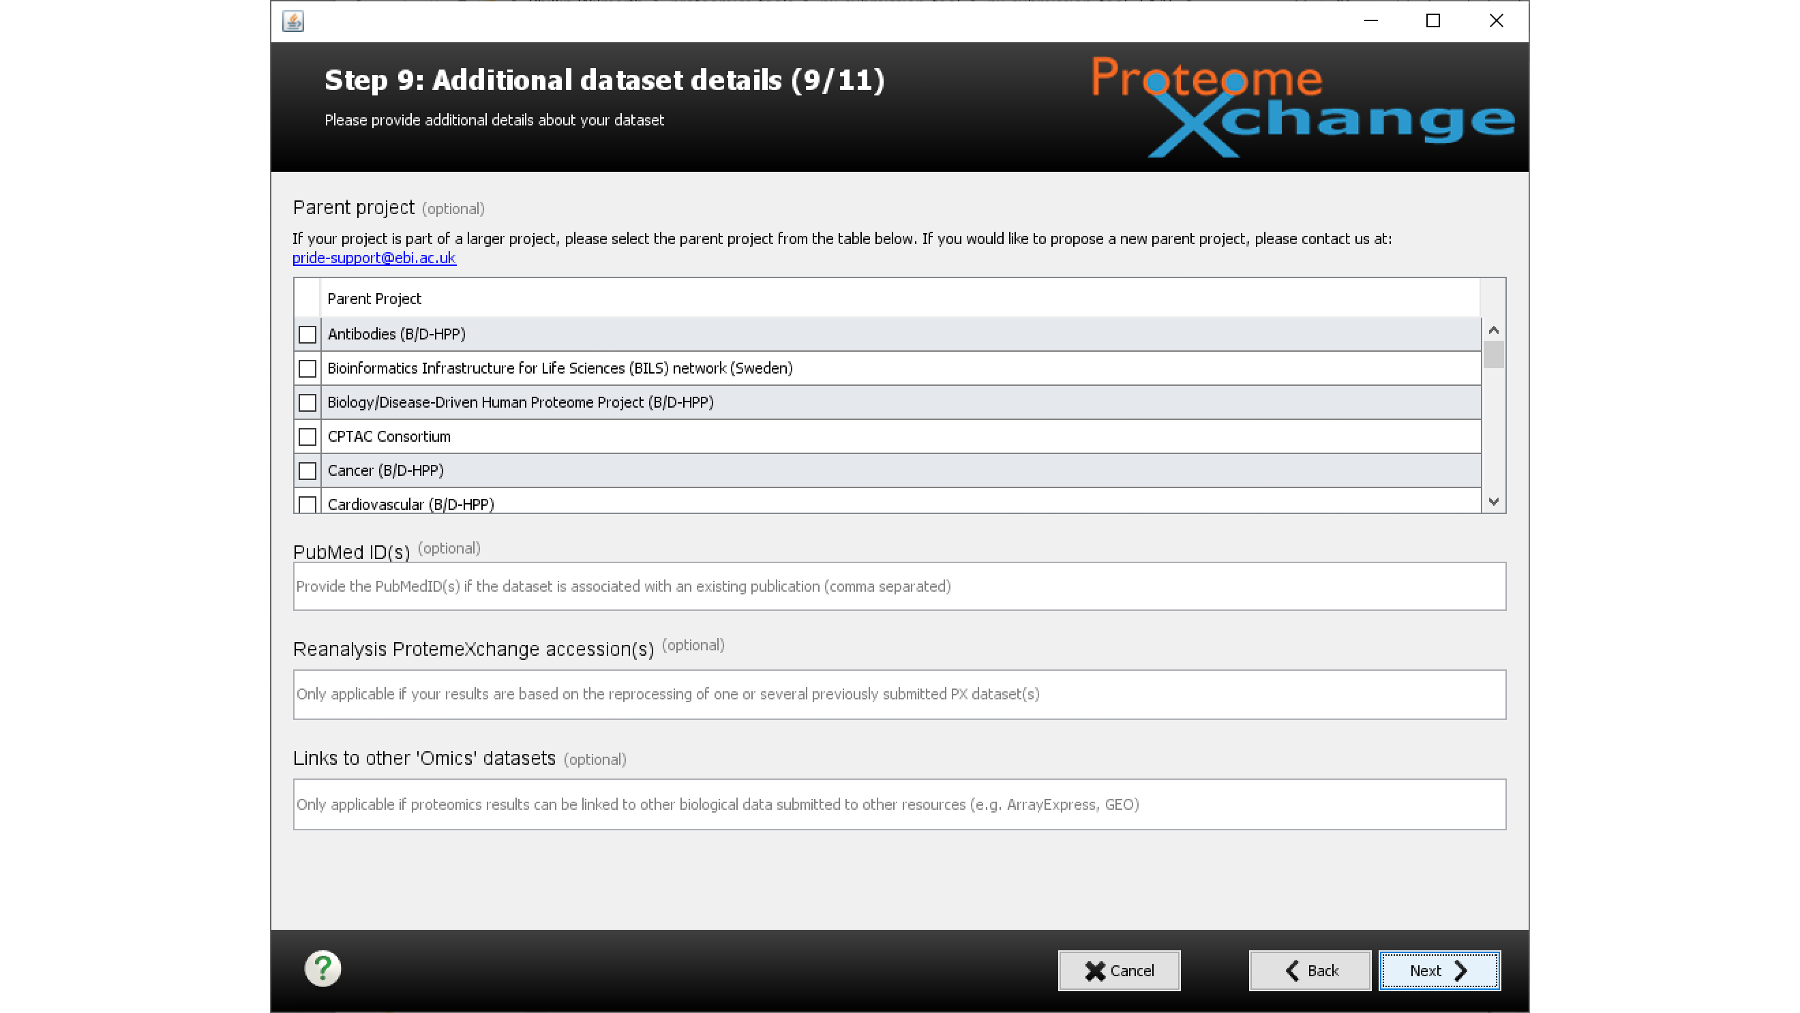 Step 9: Additional dataset details (9/11)
Please provide additional details about your dataset
Proteome
Xchange
Parent project (optional)
If your project is part of a larger project, please select the parent project from the table below. If you would like to propose a new parent project, please contact us at:
pride-support@ebi.ac.uk
Parent Project
Antibodies (B/D-HPP)
Bioinformatics Infrastructure for Life Sciences (BILS) network (Sweden)
Biology/Disease-Driven Human Proteome Project (B/D-HPP)
CPTAC Consortium
Cancer (B/D-HPP)
Cardiovascular (B/D-HPP)
PubMed ID(s) (optional)
Provide the PubMedID(s) if the dataset is associated with an existing publication (comma separated)
Reanalysis ProtemeXchange accession(s) (optional)
Only applicable if your results are based on the reprocessing of one or several previously submitted PX dataset(s)
Links to other 'Omics' datasets (optional)
Only applicable if proteomics results can be linked to other biological data submitted to other resources (e.g. ArrayExpress, GEO)
? Cancel Back Next